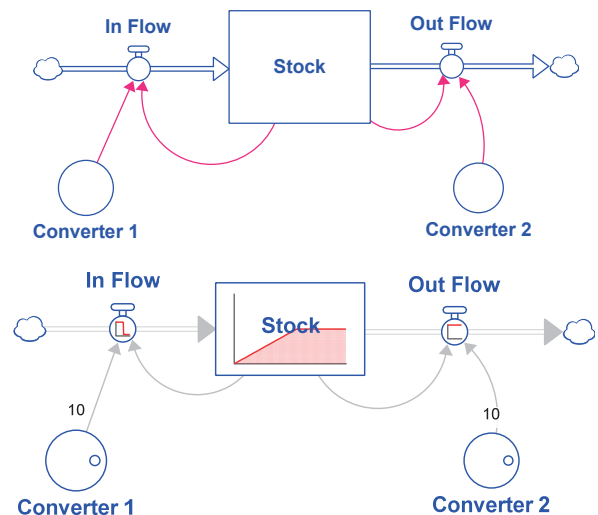 In Flow
Out Flow
Stock
Converter 1
Converter 2
In Flow
Out Flow
Stock
10
10
Converter 1
Converter 2